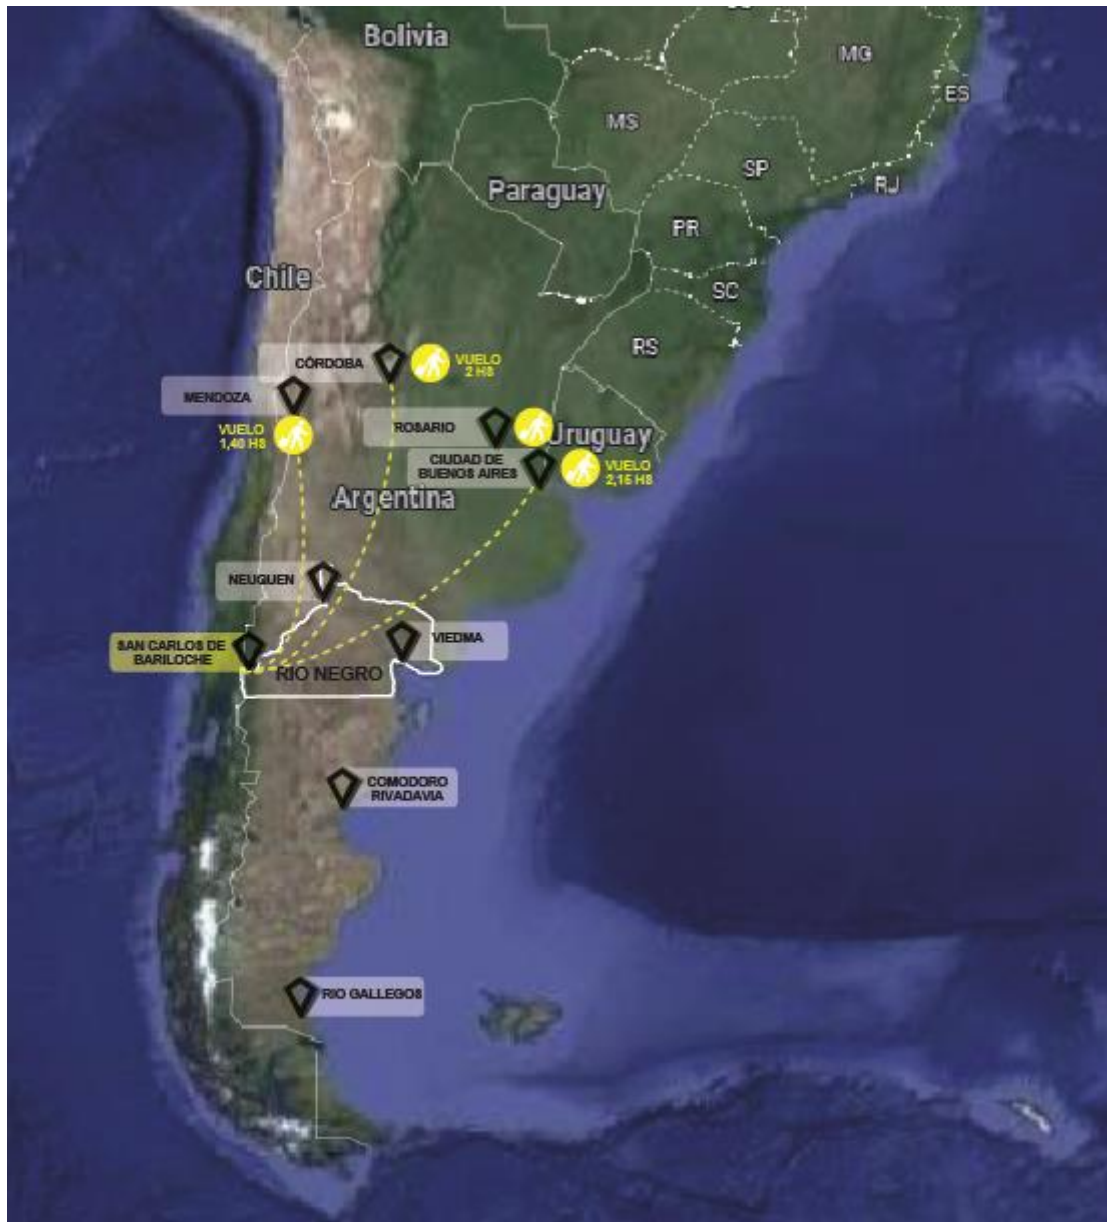 Bolivia
MG
ES
MS
SP
Paraguay
RJ
PR
Chile
SC
RS
CÓRDOBA
VUELO
2 HS
MENDOZA
VUELO
1,40 HS
ROSARIO
Uruguay
CIUDAD DE
BUENOS AIRES
VUELO
2,15 HS
Argentina
NEUQUEN
SAN CARLOS DE
BARILOCHE
VIEDMA
RIO NEGRO
COMODORO
RIVADAVIA
RIO GALLEGOS